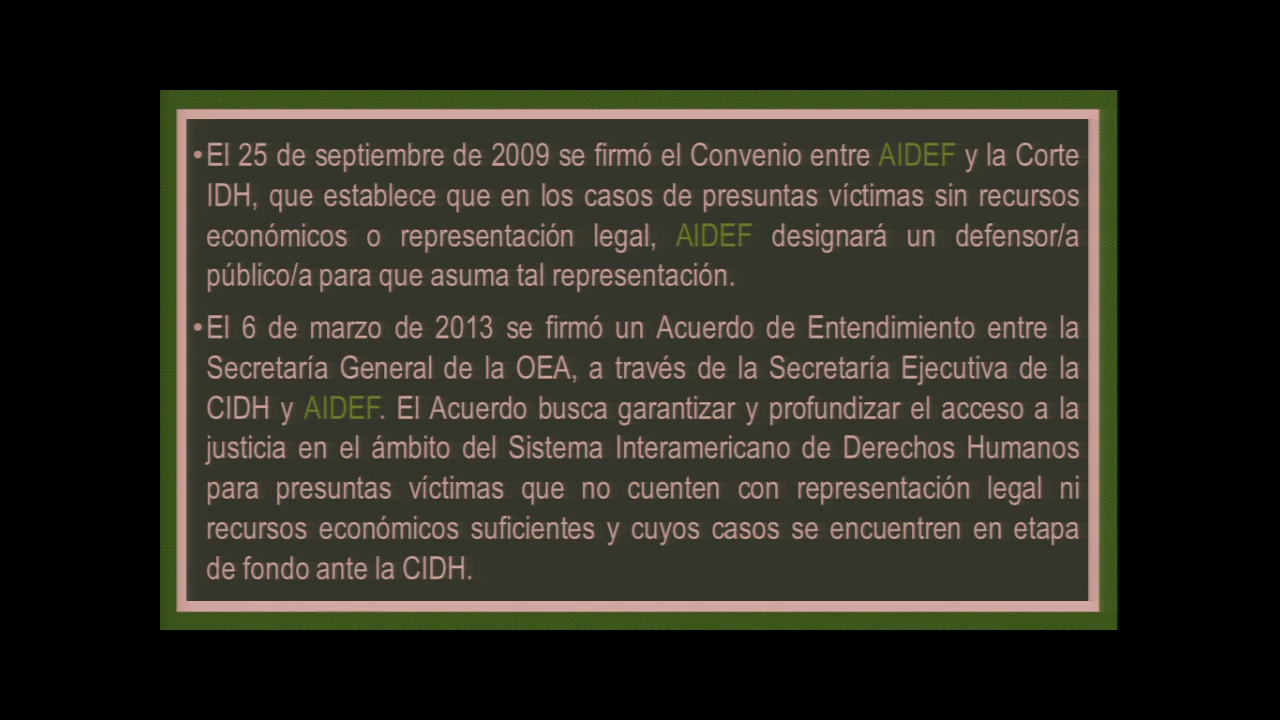 •El 25 de septiembre de 2009 se firmó el Convenio entre AIDEF y la Corte
IDH, que establece que en los casos de presuntas víctimas sin recursos
económicos o representación legal, AIDEF designará un defensor/a
público/a para que asuma tal representación.
•El 6 de marzo de 2013 se firmó un Acuerdo de Entendimiento entre la
Secretaría General de la OEA, a través de la Secretaría Ejecutiva de la
CIDH y AIDEF. El Acuerdo busca garantizar y profundizar el acceso a la
justicia en el ámbito del Sistema Interamericano de Derechos Humanos
para presuntas víctimas que no cuenten con representación legal ni
recursos económicos suficientes y cuyos casos se encuentren en etapa
de fondo ante la CIDH.